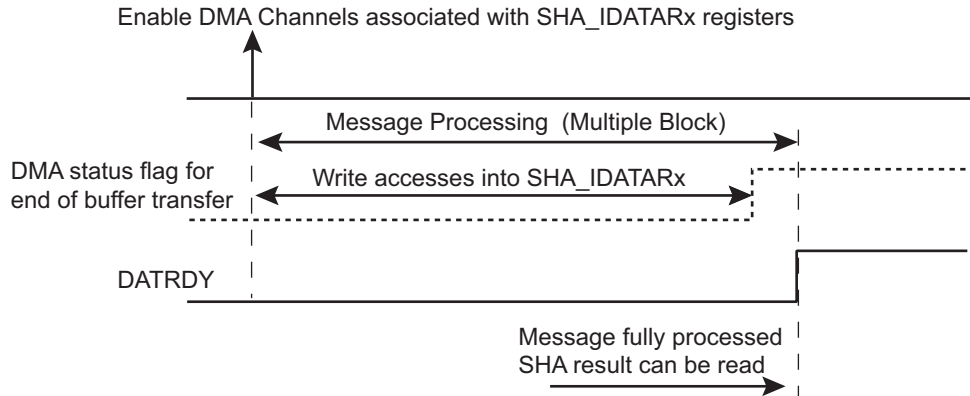 Enable DMA Channels associated with SHA_IDATARx registers
Message Processing (Multiple Block)
DMA status flag for
end of buffer transfer
Write accesses into SHA_IDATARx
DATRDY
Message fully processed
SHA result can be read